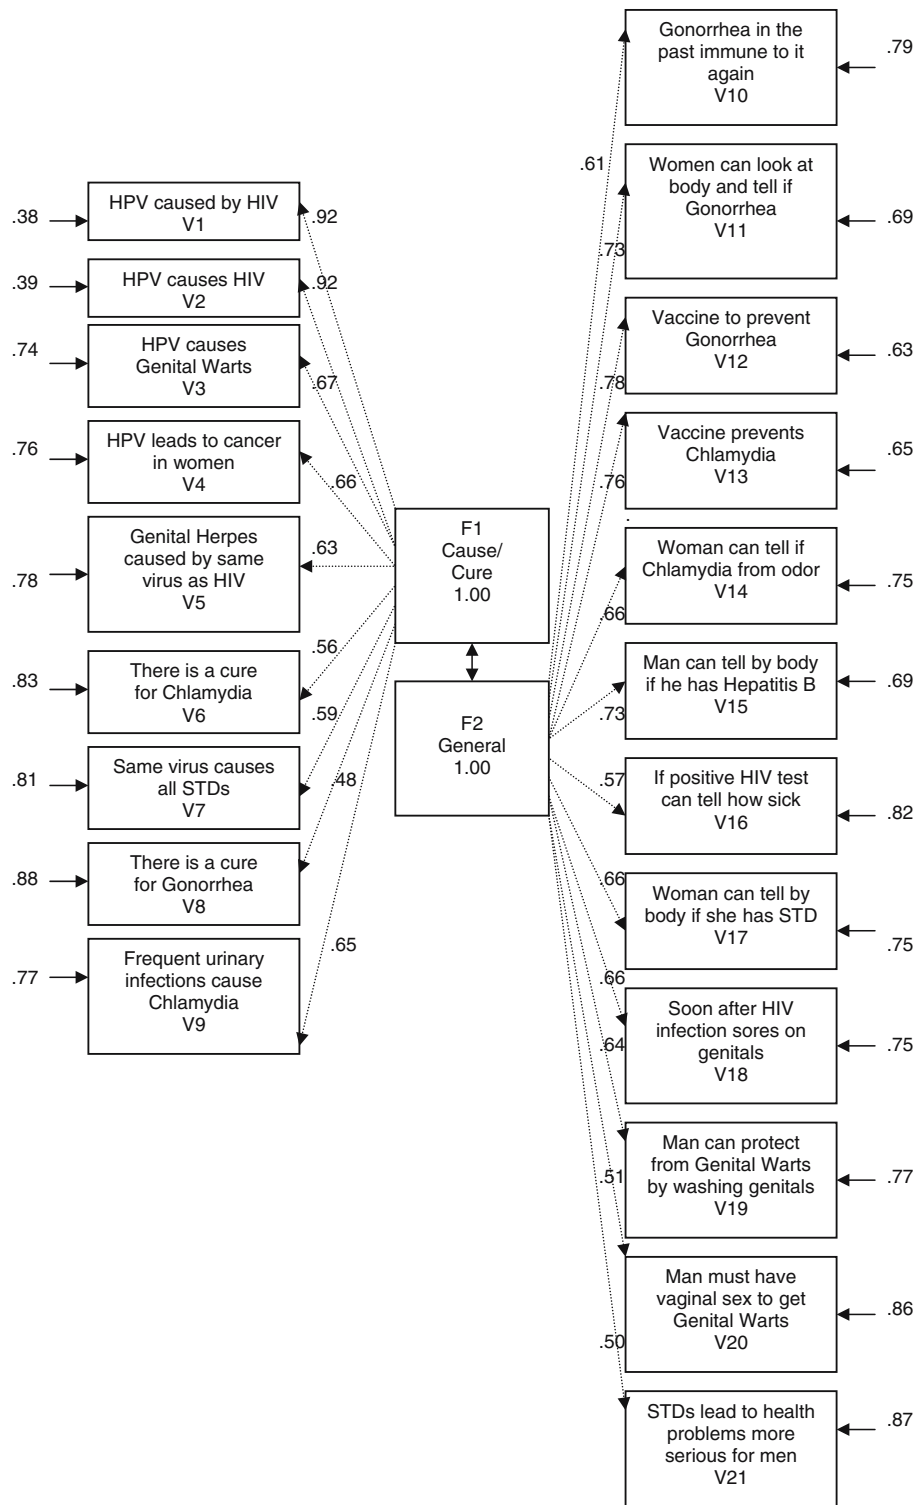 .38
HPV caused by HIV
V1
.92
.39
HPV causes HIV
V2
.92
.74
HPV causes
Genital Warts
V3
.67
.76
HPV leads to cancer
in women
V4
.66
.78
Genital Herpes
caused by same
virus as HIV
V5
.63
.83
There is a cure
for Chlamydia
V6
.56
.81
Same virus causes
all STDs
V7
.59
.88
There is a cure
for Gonorrhea
V8
.48
.77
Frequent urinary
infections cause
Chlamydia
V9
.65
F1
Cause/
Cure
1.00
F2
General
1.00
.61
Gonorrhea in the
past immune to it
again
V10
.79
.73
Women can look at
body and tell if
Gonorrhea
V11
.69
.78
Vaccine to prevent
Gonorrhea
V12
.63
.76
Vaccine prevents
Chlamydia
V13
.65
.
.66
Woman can tell if
Chlamydia from odor
V14
.75
.73
Man can tell by body
if he has Hepatitis B
V15
.69
.57
If positive HIV test
can tell how sick
V16
.82
.66
Woman can tell by
body if she has STD
V17
.75
.66
Soon after HIV
infection sores on
genitals
V18
.75
.64
Man can protect
from Genital Warts
by washing genitals
V19
.77
.51
Man must have
vaginal sex to get
Genital Warts
V20
.86
.50
STDs lead to health
problems more
serious for men
V21
.87